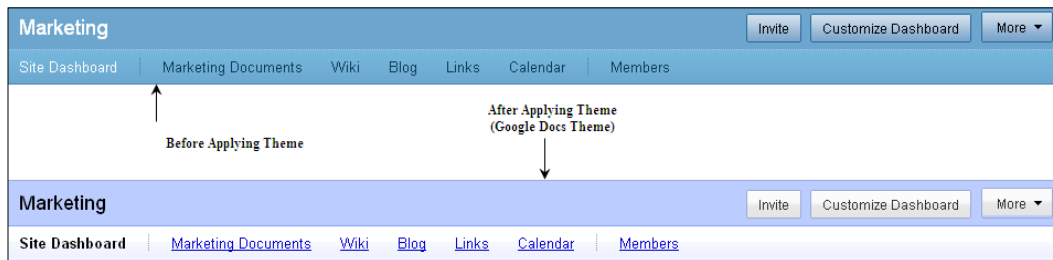 Marketing Invite Customize Dashboard More
Site Dashboard Marketing Documents Wiki Blog Links Calendar Members
Before Applying Theme
After Applying Theme
(Google Docs Theme)
Marketing Invite Customize Dashboard More
Site Dashboard Marketing Documents Wiki Blog Links Calendar Members